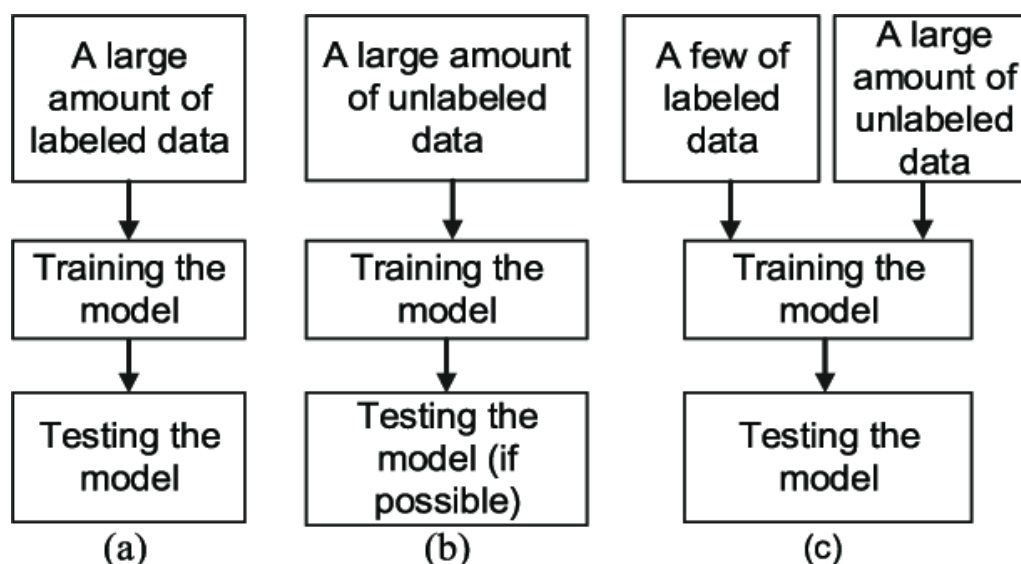 A large
amount of
labeled data
Training the
model
Testing the
model
(a)
A large amount
of unlabeled
data
Training the
model
Testing the
model (if
possible)
(b)
A few of
labeled
data
A large
amount of
unlabeled
data
Training the
model
Testing the
model
(c)